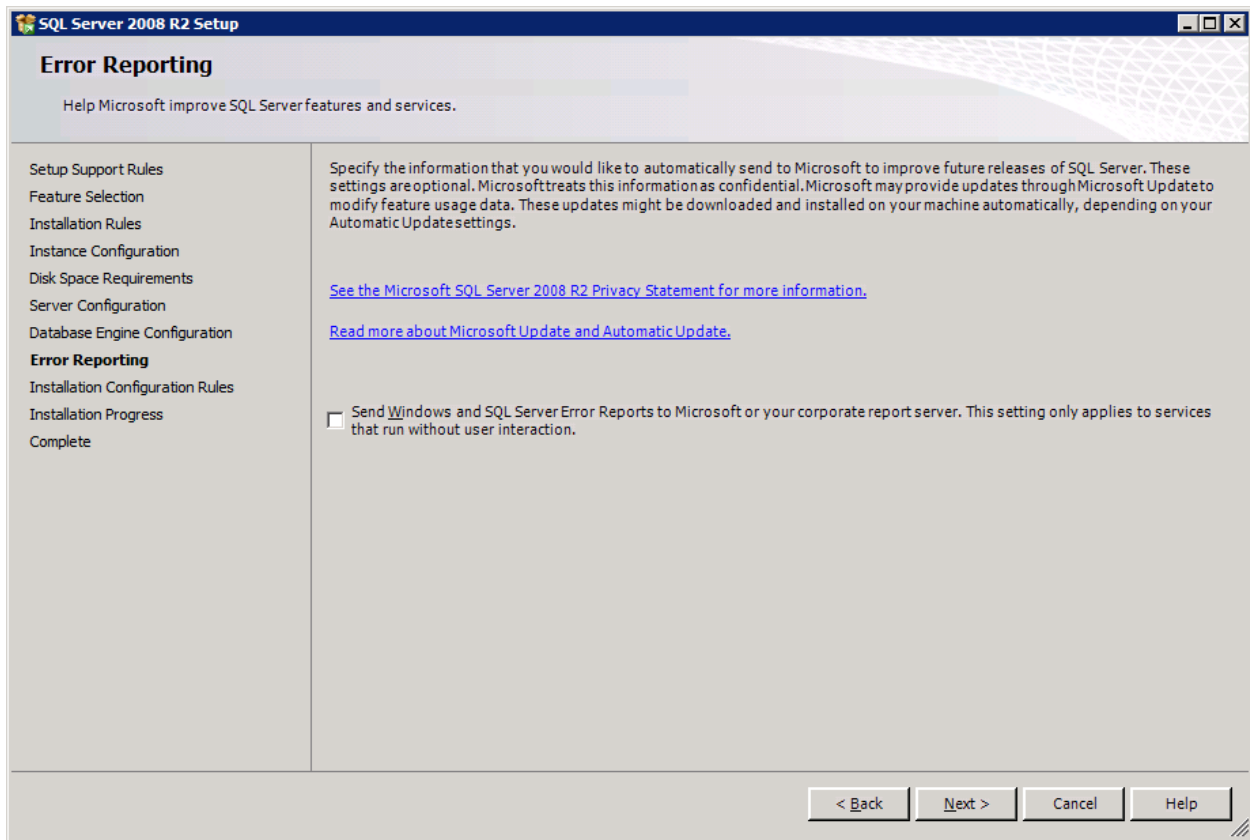 SQL Server 2008 R2 Setup
Error Reporting
Help Microsoft improve SQL Server features and services.
Setup Support Rules
Feature Selection
Installation Rules
Instance Configuration
Disk Space Requirements
Server Configuration
Database Engine Configuration
Error Reporting
Installation Configuration Rules
Installation Progress
Complete
Specify the information that you would like to automatically send to Microsoft to improve future releases of SQL Server. These
settings are optional. Microsoft treats this information as confidential. Microsoft may provide updates through Microsoft Update to
modify feature usage data. These updates might be downloaded and installed on your machine automatically, depending on your
Automatic Update settings.
See the Microsoft SQL Server 2008 R2 Privacy Statement for more information.
Read more about Microsoft Update and Automatic Update.
Send Windows and SQL Server Error Reports to Microsoft or your corporate report server. This setting only applies to services
that run without user interaction.
< Back
Next >
Cancel
Help